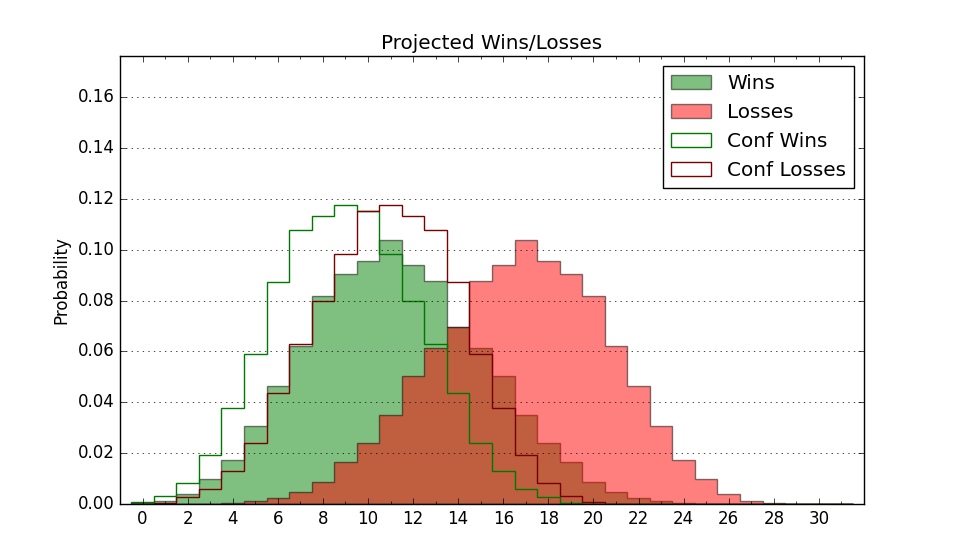 Projected Wins/Losses
Wins
Losses
Conf Wins
Conf Losses
Probability
0.16
0.14
0.12
0.10
0.08
0.06
0.04
0.02
0.00
0 2 4 6 8 10 12 14 16 18 20 22 24 26 28 30